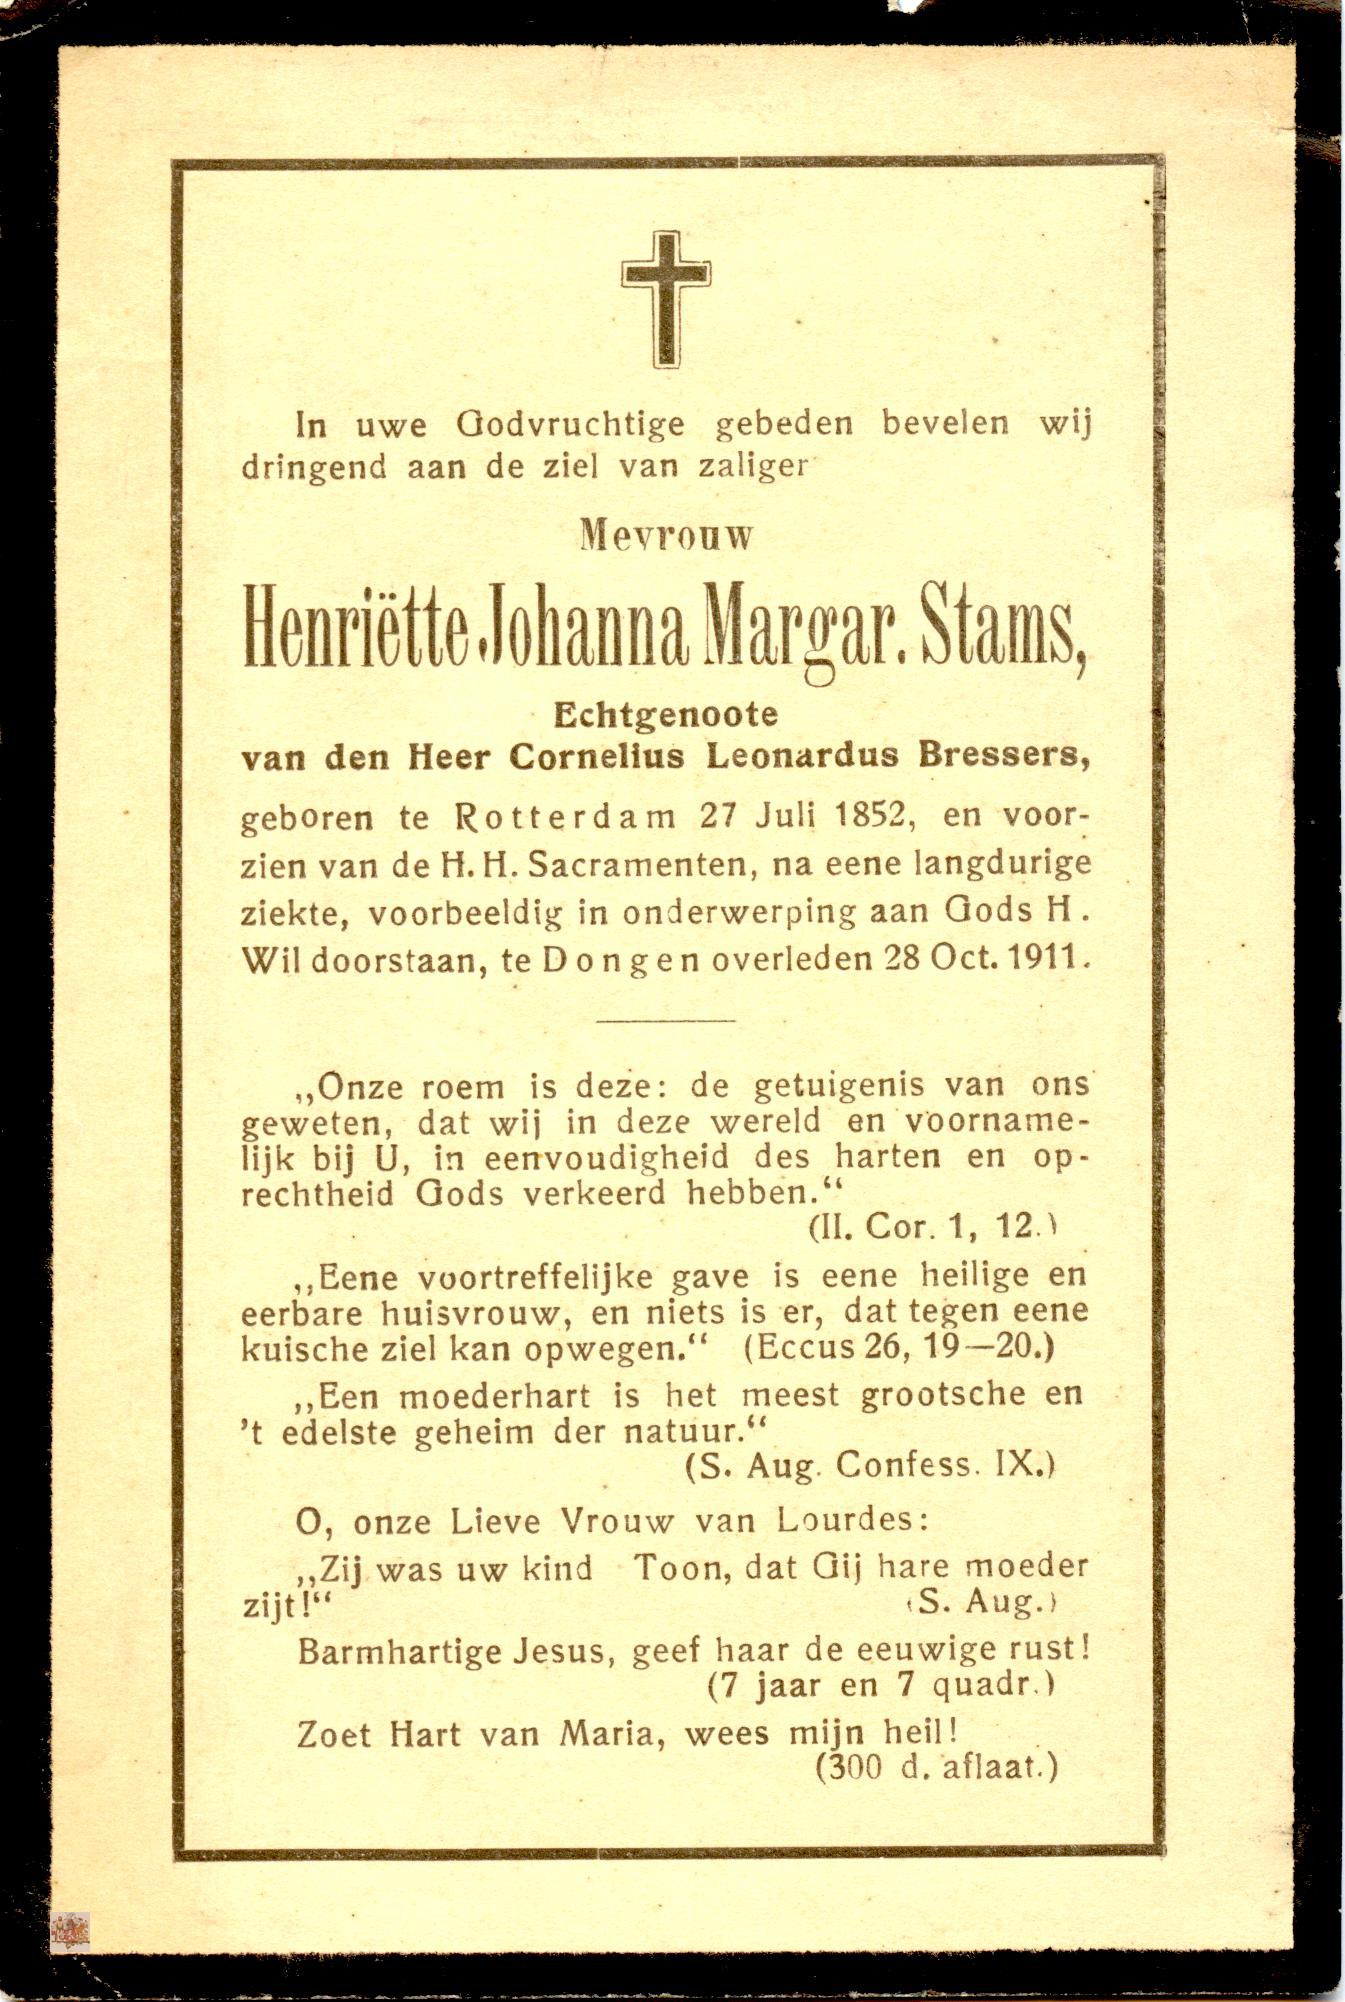 In uwe Godvruchtige gebeden bevelen wij
dringend aan de ziel van zaliger
Mevrouw
Henriëtte Johanna Margar. Stams,
Echtgenoote
van den Heer Cornelius Leonardus Bressers,
geboren te Rotterdam 27 Juli 1852, en voor-
zien van de H. H. Sacramenten, na eene langdurige
ziekte, voorbeeldig in onderwerping aan Gods H.
Wil doorstaan, te Dongen overleden 28 Oct. 1911.
„Onze roem is deze: de getuigenis van ons
geweten, dat wij in deze wereld en voorname-
lijk bij U, in eenvoudigheid des harten en op-
rechtheid Gods verkeerd hebben.“
(II. Cor. 1, 12.)
„Eene voortreffelijke gave is eene heilige en
eerbare huisvrouw, en niets is er, dat tegen eene
kuische ziel kan opwegen.“ (Eccus 26, 19—20.)
„Een moederhart is het meest grootsche en
't edelste geheim der natuur.“
(S. Aug. Confess. IX.)
O, onze Lieve Vrouw van Lourdes:
„Zij was uw kind Toon, dat Gij hare moeder
zijt!“ (S. Aug.)
Barmhartige Jesus, geef haar de eeuwige rust!
(7 jaar en 7 quadr.)
Zoet Hart van Maria, wees mijn heil!
(300 d. aflaat.)